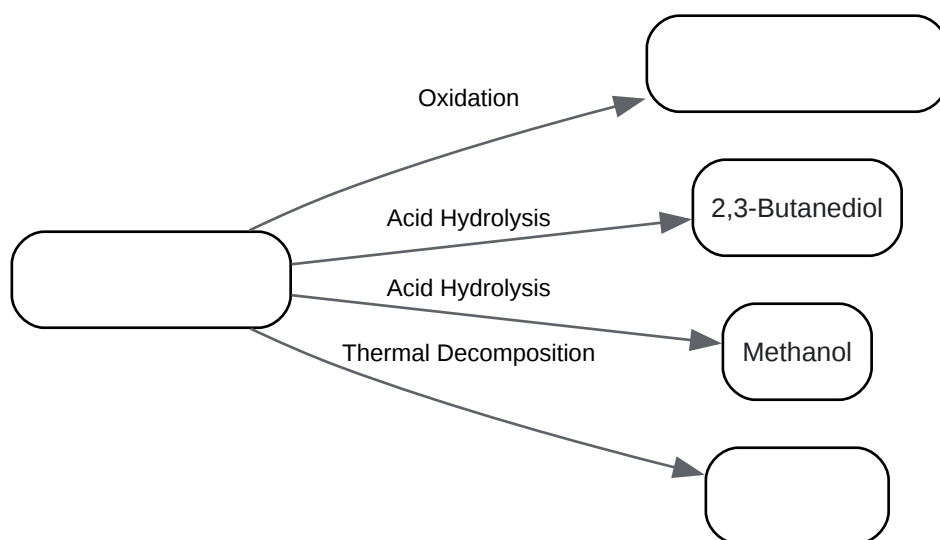 Oxidation
Acid Hydrolysis
2,3-Butanediol
Acid Hydrolysis
Methanol
Thermal Decomposition